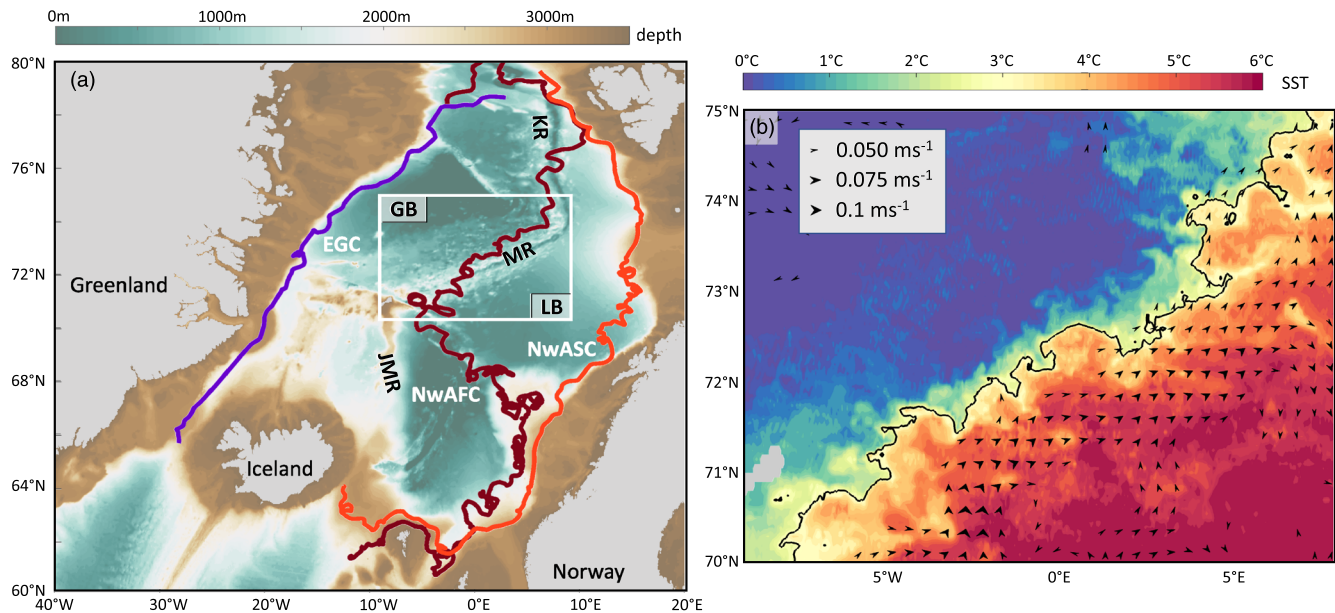 0m 1000m 2000m 3000m depth
(a)
80°N
76°N
72°N
68°N
64°N
60°N
40°W 30°W 20°W 10°W 0°E 10°E 20°E
KR
GB
EGC
MR
Greenland
LB
NwASC
JMR
NwAFC
Iceland
Norway
0°C 1°C 2°C 3°C 4°C 5°C 6°C SST
(b)
75°N
74°N
73°N
72°N
71°N
70°N
0.050 ms⁻¹
0.075 ms⁻¹
0.1 ms⁻¹
5°W 0°E 5°E